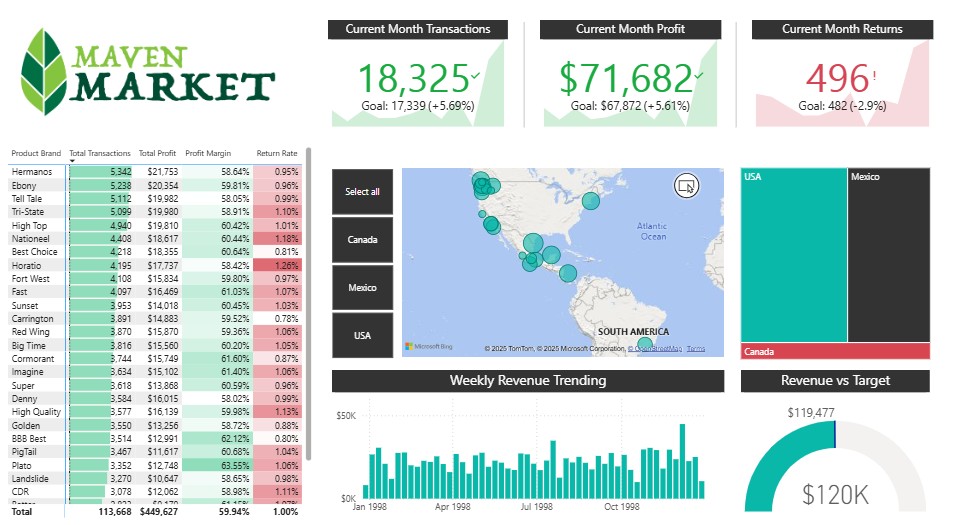 MAVEN
MARKET
Current Month Transactions
18,325
Goal: 17,339 (+5.69%)
Current Month Profit
$71,682
Goal: $67,872 (+5.61%)
Current Month Returns
496!
Goal: 482 (-2.9%)
Product Brand Total Transactions Total Profit Profit Margin Return Rate
Hermanos 5,342 $21,753 58.64% 0.95%
Ebony 5,238 $20,354 59.81% 0.96%
Tell Tale 5,112 $19,982 58.05% 0.99%
Tri-State 5,099 $19,980 58.91% 1.10%
High Top 4,940 $19,810 60.42% 1.01%
Nationeel 4,408 $18,617 60.44% 1.18%
Best Choice 4,218 $18,355 60.64% 0.81%
Horatio 4,195 $17,737 58.42% 1.26%
Fort West 4,108 $15,834 59.80% 0.97%
Fast 4,097 $16,469 61.03% 1.07%
Sunset 3,953 $14,018 60.45% 1.03%
Carrington 3,891 $14,883 59.52% 0.78%
Red Wing 3,870 $15,870 59.36% 1.06%
Big Time 3,816 $15,560 60.20% 1.05%
Cormorant 3,744 $15,749 61.60% 0.87%
Imagine 3,634 $15,102 61.40% 1.06%
Super 3,618 $13,868 60.59% 0.96%
Denny 3,584 $16,015 58.02% 0.99%
High Quality 3,577 $16,139 59.98% 1.13%
Golden 3,550 $13,256 58.72% 0.88%
BBB Best 3,514 $12,991 62.12% 0.80%
PigTail 3,467 $11,617 60.68% 1.04%
Plato 3,352 $12,748 63.55% 1.06%
Landslide 3,270 $10,647 58.65% 0.98%
CDR 3,078 $12,062 58.98% 1.11%
Total 113,668 $449,627 59.94% 1.00%
Select all
Canada
Mexico
USA
Atlantic
Ocean
SOUTH AMERICA
Microsoft Bing
© 2025 TomTom, © 2025 Microsoft Corporation, © OpenStreetMap Terms
USA
Mexico
Canada
Weekly Revenue Trending
$50K
$0K
Jan 1998 Apr 1998 Jul 1998 Oct 1998
Revenue vs Target
$119,477
$120K